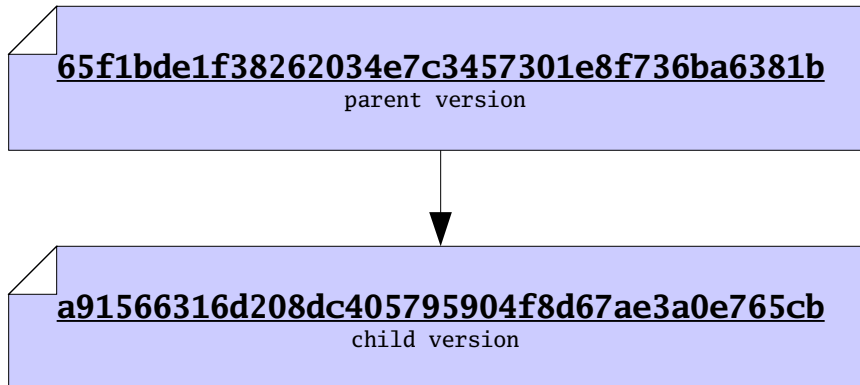 65f1bde1f38262034e7c3457301e8f736ba6381b
parent version
a91566316d208dc405795904f8d67ae3a0e765cb
child version